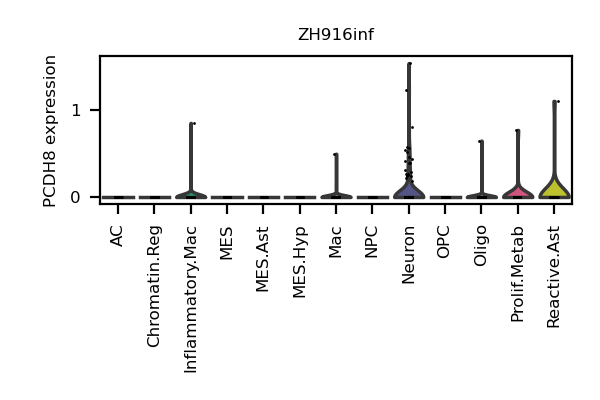 ZH916inf
PCDH8 expression
1
0
AC
Chromatin.Reg
Inflammatory.Mac
MES
MES.Ast
MES.Hyp
Mac
NPC
Neuron
OPC
Oligo
Prolif.Metab
Reactive.Ast